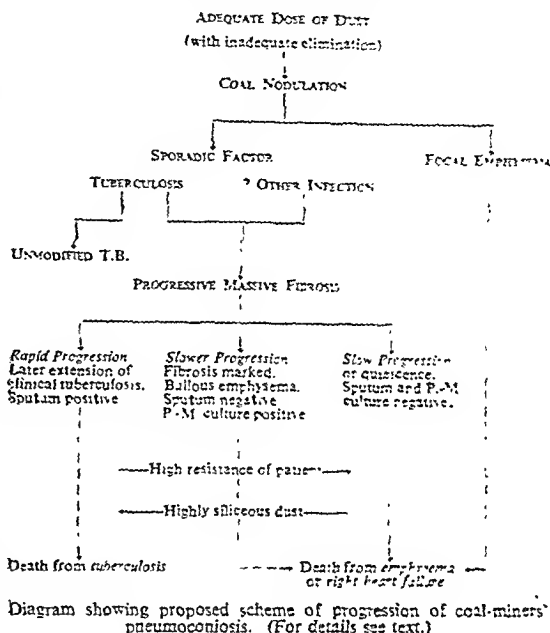 ADEQUATE DOSE OF DUST
(with inadequate elimination)
COAL NODULATION
SPORADIC FACTOR FOCAL EMPHYSEMA
TUBERCULOSIS ? OTHER INFECTION
UNMODIFIED T.B.
PROGRESSIVE MASSIVE FIBROSIS
Rapid Progression
Later extension of
clinical tuberculosis.
Sputum positive
Slower Progression
Fibrosis marked.
Bullous emphysema.
Sputum negative
P.-M culture positive
Slow Progression
or quiescence.
Sputum and P.-M
culture negative.
High resistance of patient
Highly siliceous dust
Death from tuberculosis
Death from emphysema
or right heart failure
Diagram showing proposed scheme of progression of coal-miners'
pneumoconiosis. (For details see text.)